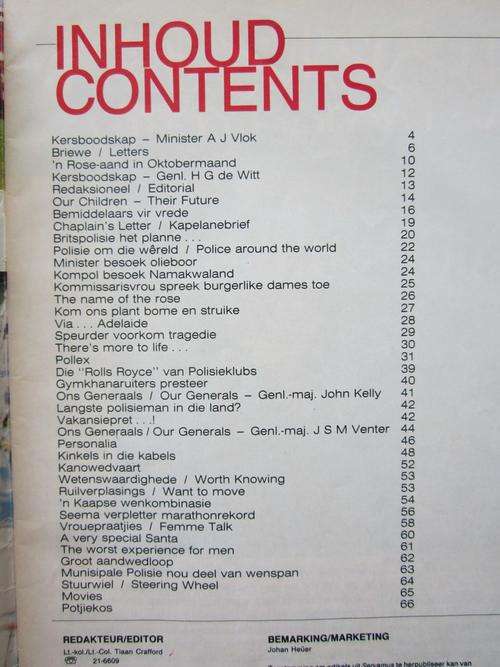 INHOUD
CONTENTS
Kersboodskap – Minister A J Vlok 4
Briewe / Letters 6
'n Rose-aand in Oktobermaand 10
Kersboodskap – Genl. H G de Witt 12
Redaksioneel / Editorial 13
Our Children – Their Future 14
Bemiddelaars vir vrede 16
Chaplain's Letter / Kapelanebrief 19
Britspolisie het planne . . . 20
Polisie om die wêreld / Police around the world 22
Minister besoek olieboor 24
Kompol besoek Namakwaland 24
Kommissarisvrou spreek burgerlike dames toe 25
The name of the rose 26
Kom ons plant bome en struike 27
Via . . . Adelaide 28
Speurder voorkom tragedie 29
There's more to life . . . 30
Pollex 31
Die "Rolls Royce" van Polisieklubs 39
Gymkhanaruiters presteer 40
Ons Generaals / Our Generals – Genl.-maj. John Kelly 41
Langste polisieman in die land? 42
Vakansiepret . . .! 42
Ons Generaals / Our Generals – Genl.-maj. J S M Venter 44
Personalia 46
Kinkels in die kabels 48
Kanowedvaart 52
Wetenswaardighede / Worth Knowing 53
Ruilverplasings / Want to move 53
'n Kaapse wenkombinasie 54
Seema verpletter marathonrekord 56
Vrouepraatjies / Femme Talk 58
A very special Santa 60
The worst experience for men 61
Groot aandwedloop 62
Munisipale Polisie nou deel van wenspan 63
Stuurwiel / Steering Wheel 64
Movies 65
Potjiekos 66
REDAKTEUR/EDITOR
Lt.-kol./Lt.-Col. Tiaan Crafford
21-6609
BEMARKING/MARKETING
Johan Heüer